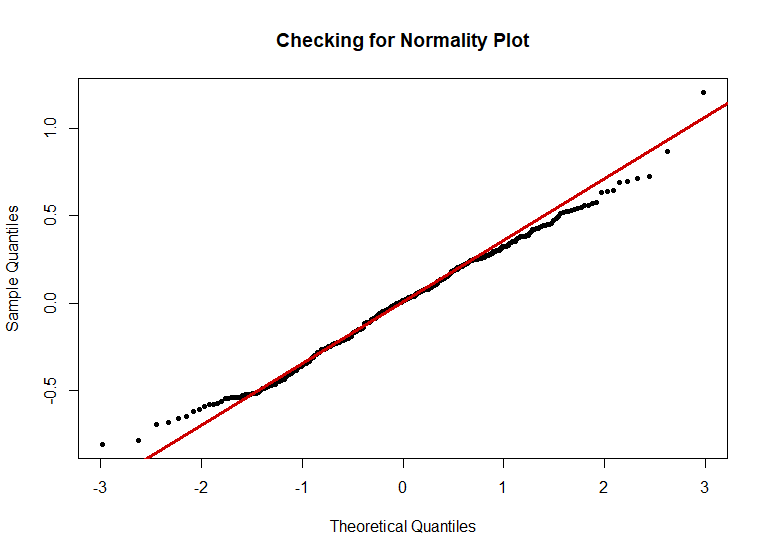 Checking for Normality Plot
1.0
0.5
0.0
-0.5
Sample Quantiles
-3 -2 -1 0 1 2 3
Theoretical Quantiles